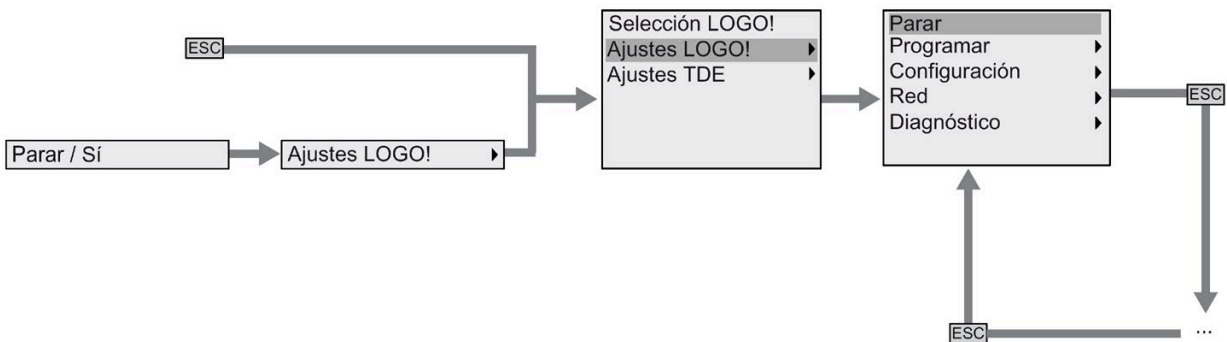 ESC
Parar / Sí
Ajustes LOGO!
Selección LOGO!
Ajustes LOGO!
Ajustes TDE
Parar
Programar
Configuración
Red
Diagnóstico
ESC
ESC
...